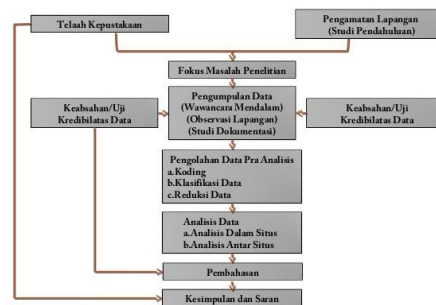 Telaah Kepustakaan
Pengamatan Lapangan
(Studi Pendahuluan)
Fokus Masalah Penelitian
Keabsahan/Uji
Kredibilatas Data
Pengumpulan Data
(Wawancara Mendalam)
(Observasi Lapangan)
(Studi Dokumentasi)
Keabsahan/Uji
Kredibilatas Data
Pengolahan Data Pra Analisis
a.Koding
b.Klasifikasi Data
c.Reduksi Data
Analisis Data
a.Analisis Dalam Situs
b.Analisis Antar Situs
Pembahasan
Kesimpulan dan Saran